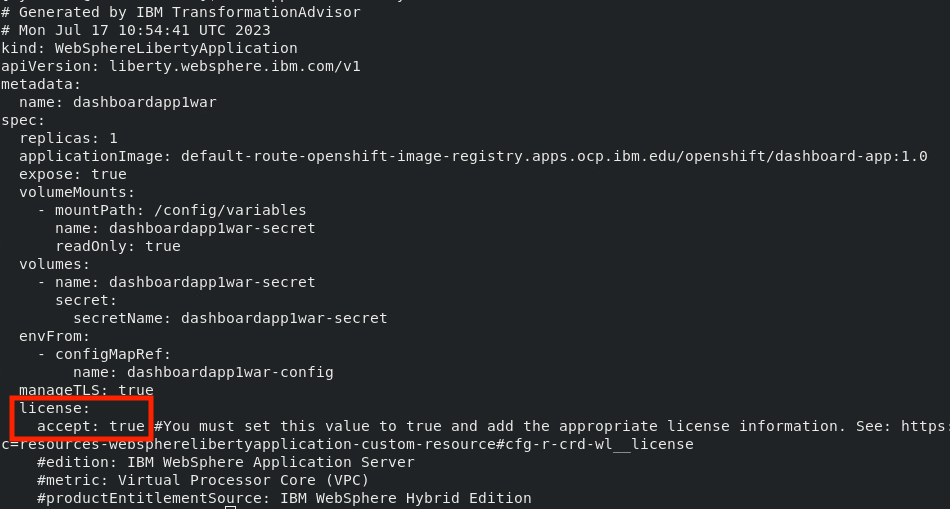 # Generated by IBM TransformationAdvisor
# Mon Jul 17 10:54:41 UTC 2023
kind: WebSphereLibertyApplication
apiVersion: liberty.websphere.ibm.com/v1
metadata:
  name: dashboardapp1war
spec:
  replicas: 1
  applicationImage: default-route-openshift-image-registry.apps.ocp.ibm.edu/openshift/dashboard-app:1.0
  expose: true
  volumeMounts:
    - mountPath: /config/variables
      name: dashboardapp1war-secret
      readOnly: true
  volumes:
    - name: dashboardapp1war-secret
      secret:
        secretName: dashboardapp1war-secret
  envFrom:
    - configMapRef:
        name: dashboardapp1war-config
  manageTLS: true
  license:
    accept: true #You must set this value to true and add the appropriate license information. See: https:
c=resources-webspherelibertyapplication-custom-resource#cfg-r-crd-wl__license
    #edition: IBM WebSphere Application Server
    #metric: Virtual Processor Core (VPC)
    #productEntitlementSource: IBM WebSphere Hybrid Edition